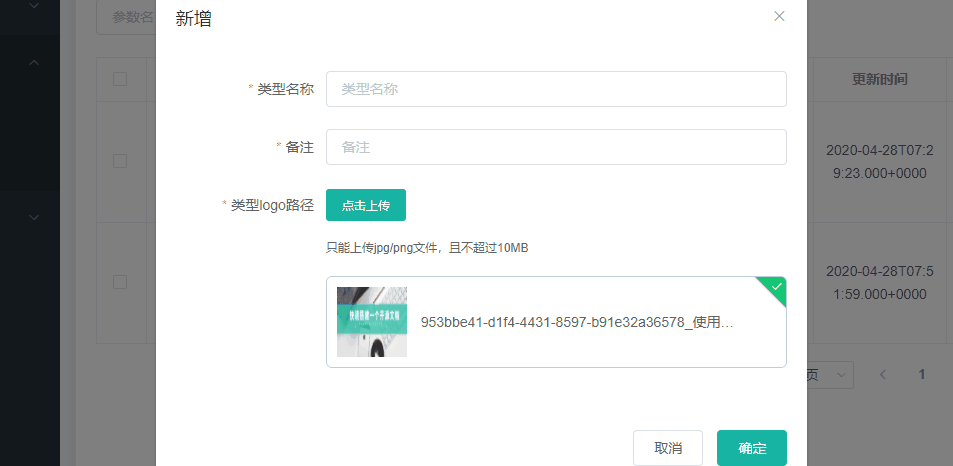 新增
参数名
* 类型名称
类型名称
* 备注
备注
* 类型logo路径
点击上传
只能上传jpg/png文件，且不超过10MB
953bbe41-d1f4-4431-8597-b91e32a36578_使用...
取消
确定
更新时间
2020-04-28T07:2
9:23.000+0000
2020-04-28T07:5
1:59.000+0000
页
1